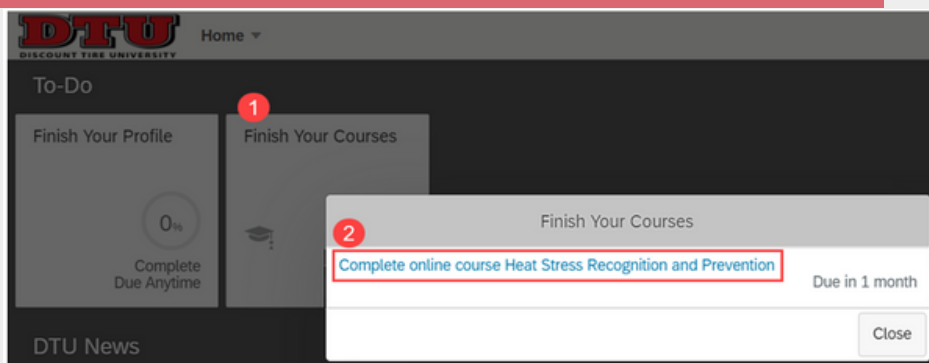 DTU
DISCOUNT TIRE UNIVERSITY
Home
To-Do
1
Finish Your Profile
0%
Complete
Due Anytime
Finish Your Courses
Finish Your Courses
2
Complete online course Heat Stress Recognition and Prevention
Due in 1 month
Close
DTU News